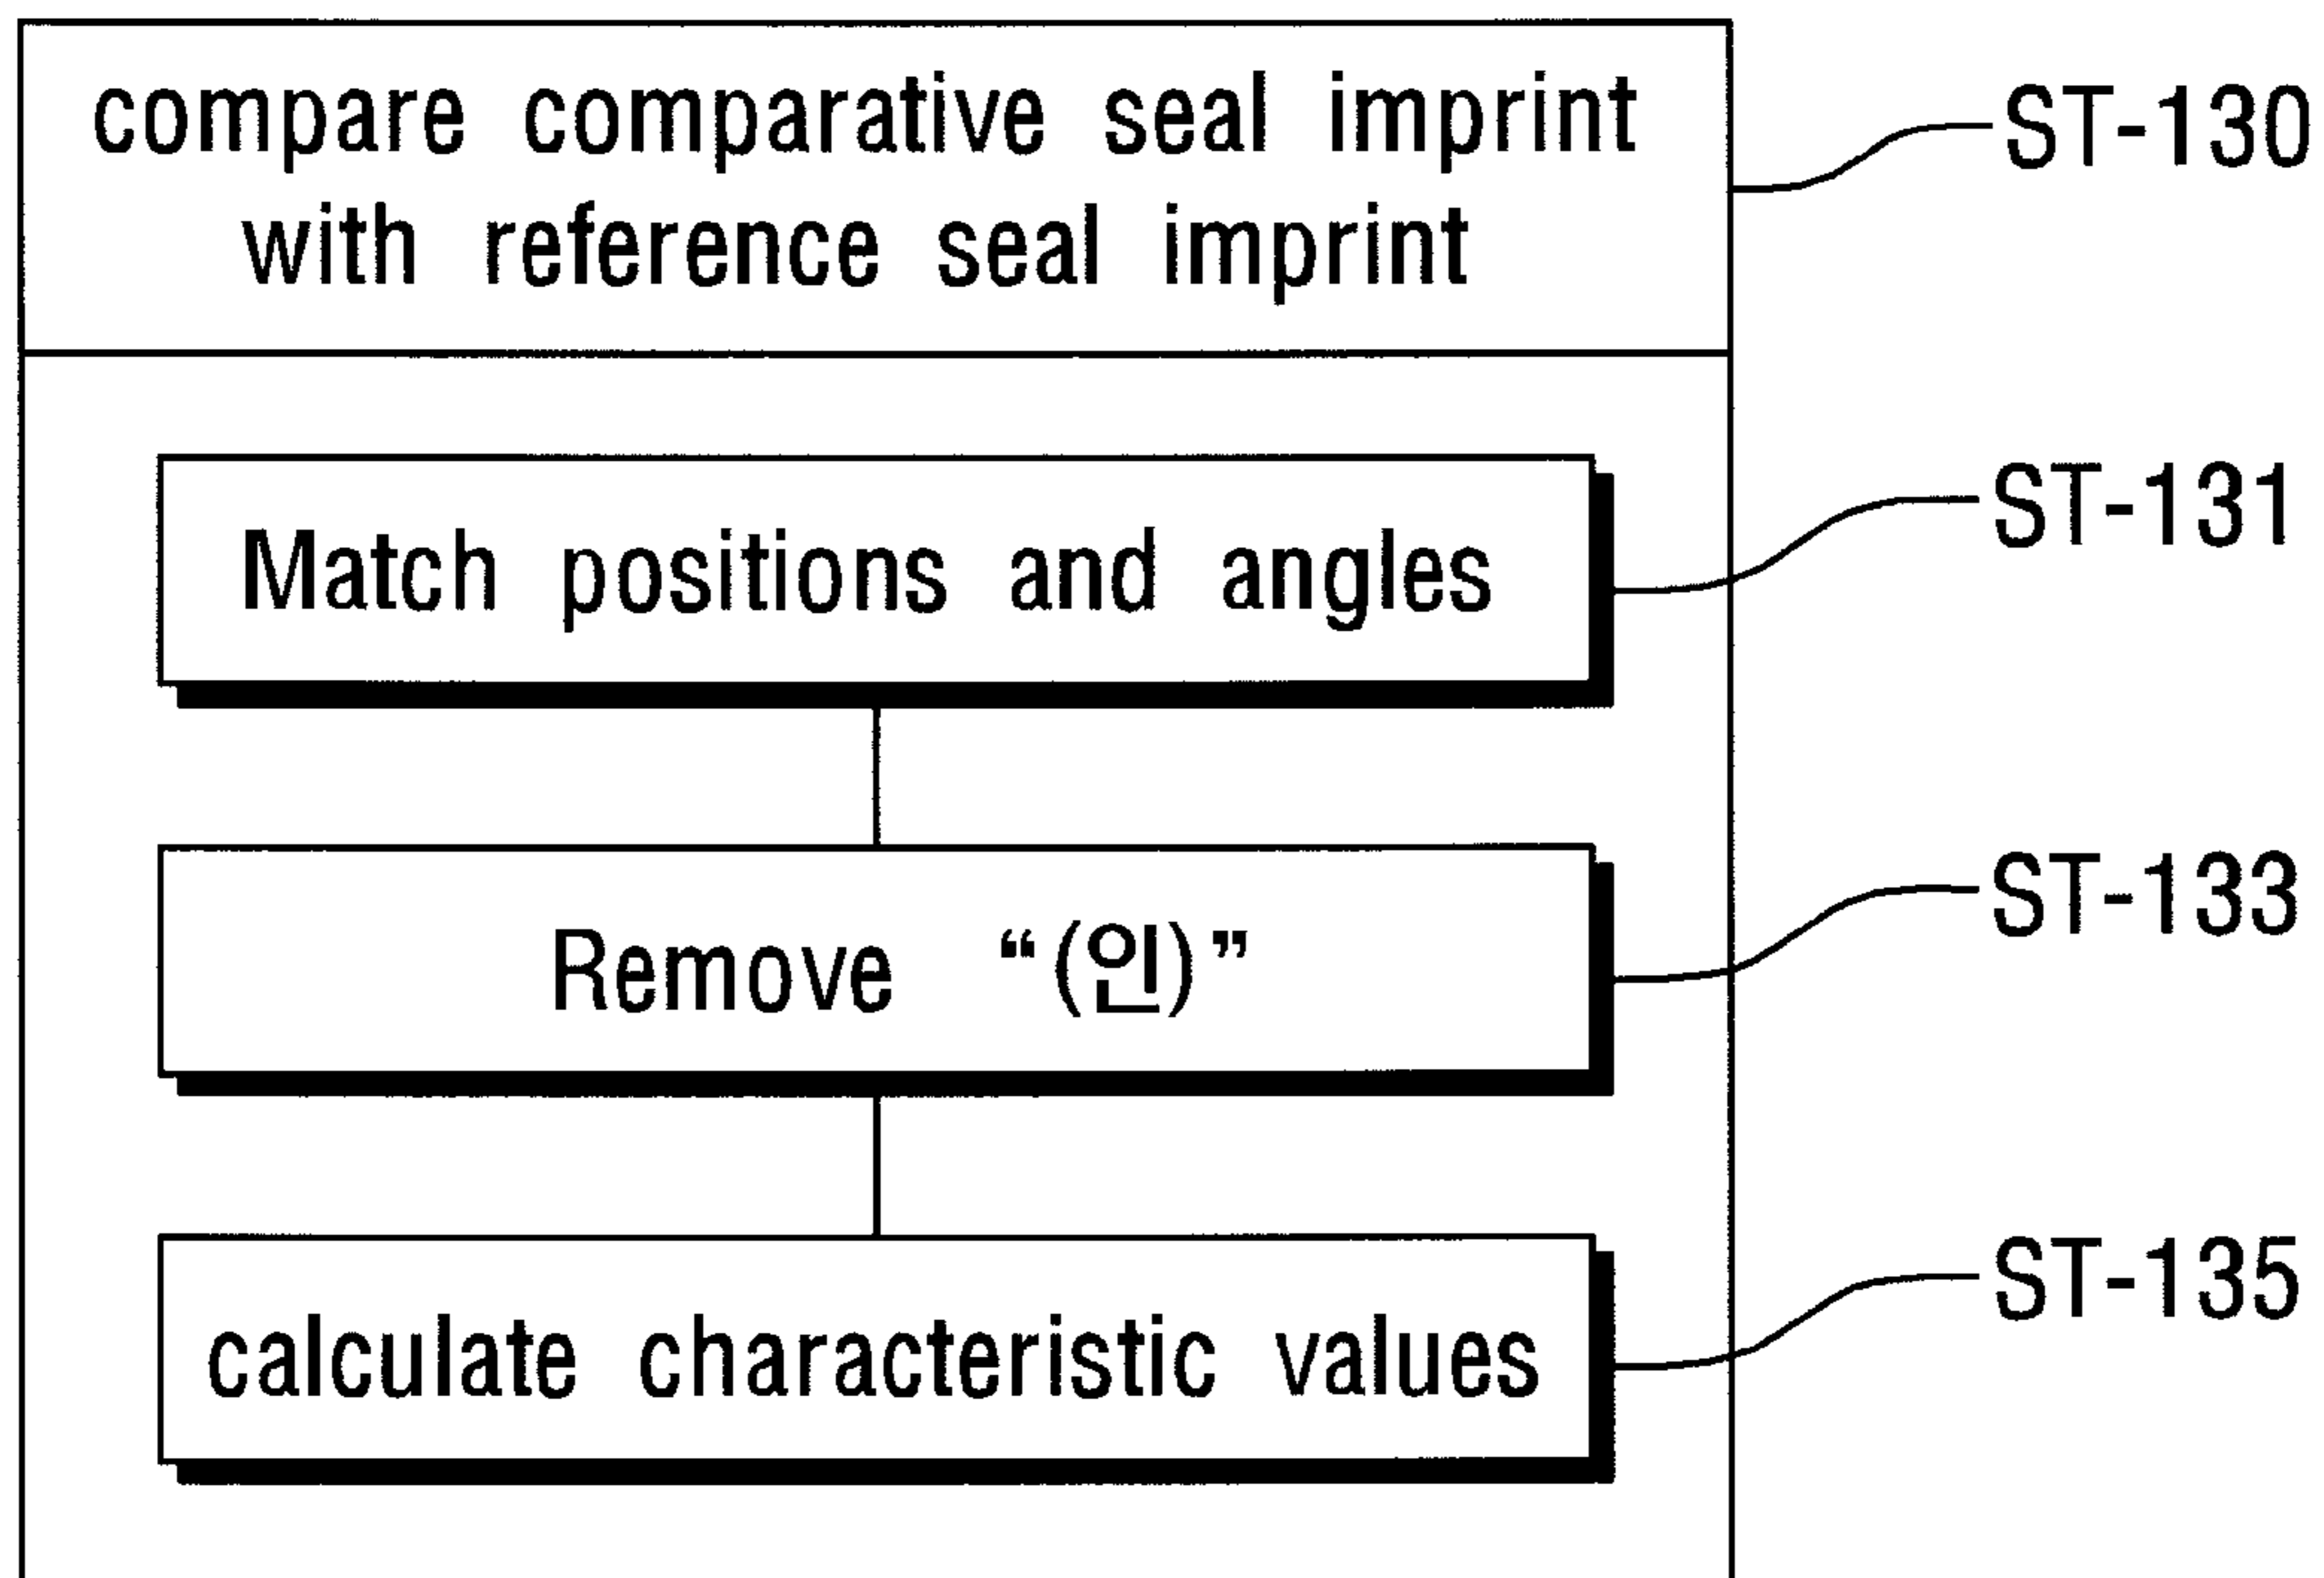 compare comparative seal imprint
with reference seal imprint
ST-130
Match positions and angles
ST-131
Remove “(인)”
ST-133
calculate characteristic values
ST-135